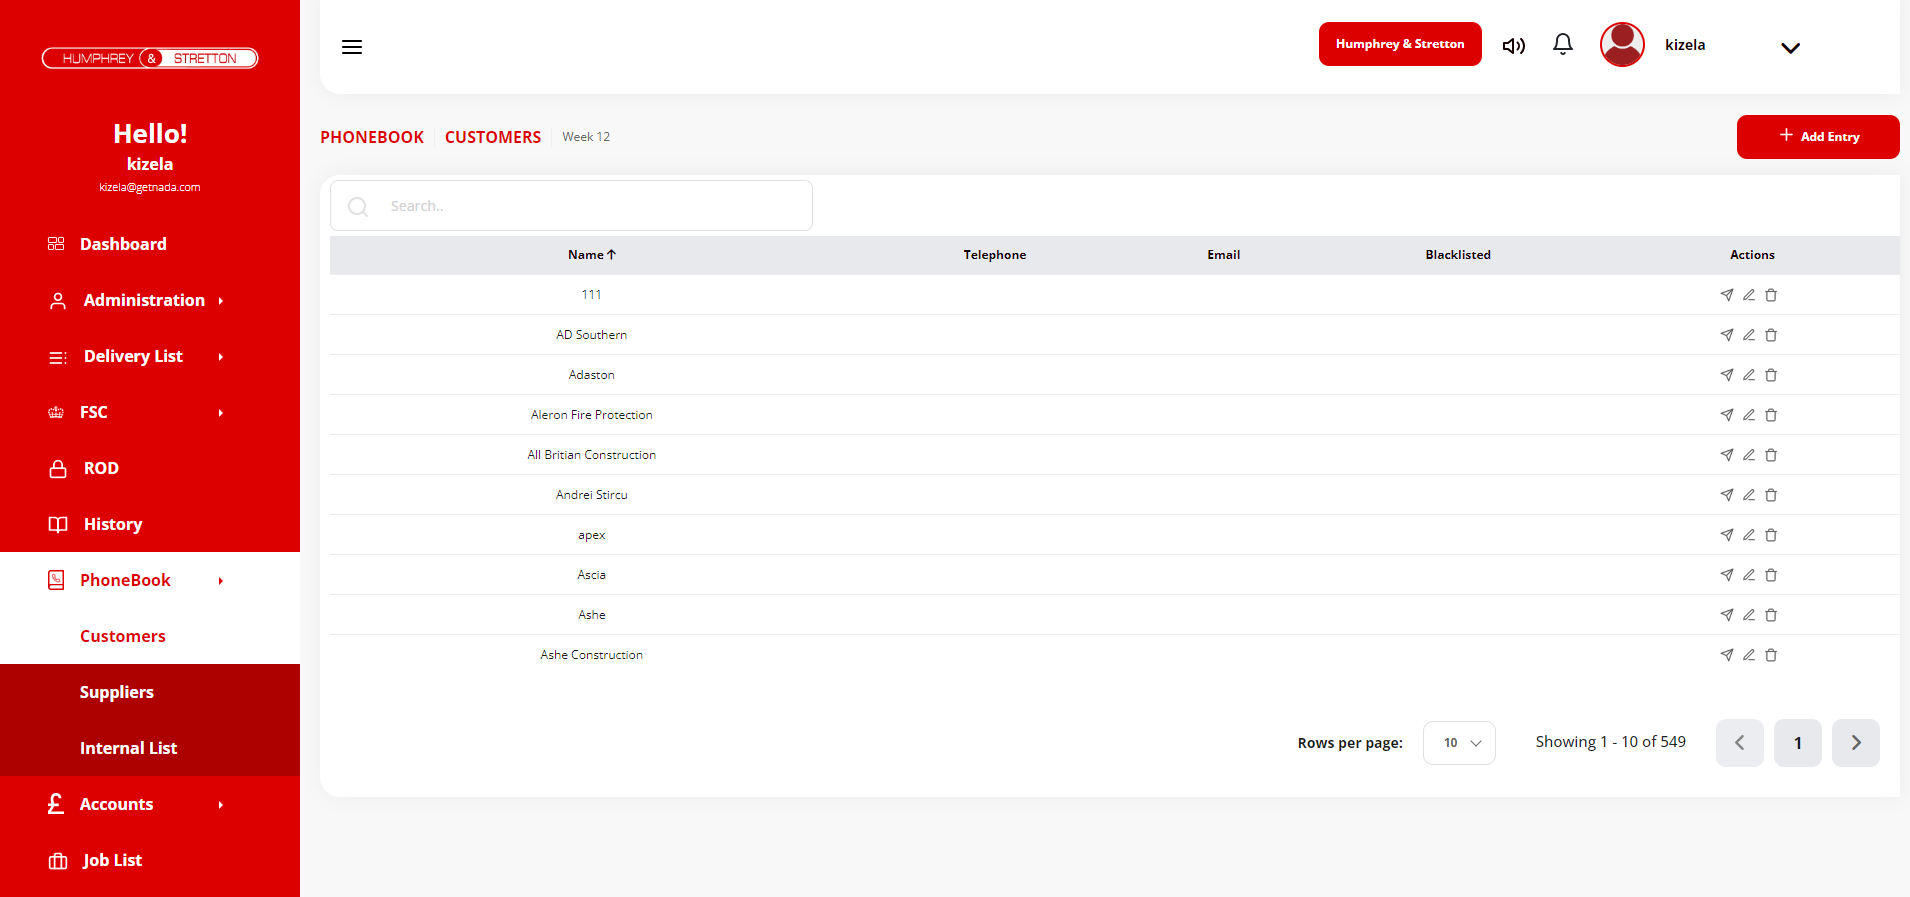 HUMPHREY & STRETTON
Hello!
kizela
kizela@getnada.com
Dashboard
Administration
Delivery List
FSC
ROD
History
PhoneBook
Customers
Suppliers
Internal List
£ Accounts
Job List
Humphrey & Stretton
kizela
PHONEBOOK CUSTOMERS Week 12
+ Add Entry
Search..
Name↑ Telephone Email Blacklisted Actions
111
AD Southern
Adaston
Aleron Fire Protection
All Britian Construction
Andrei Stircu
apex
Ascia
Ashe
Ashe Construction
Rows per page: 10 Showing 1 - 10 of 549 1